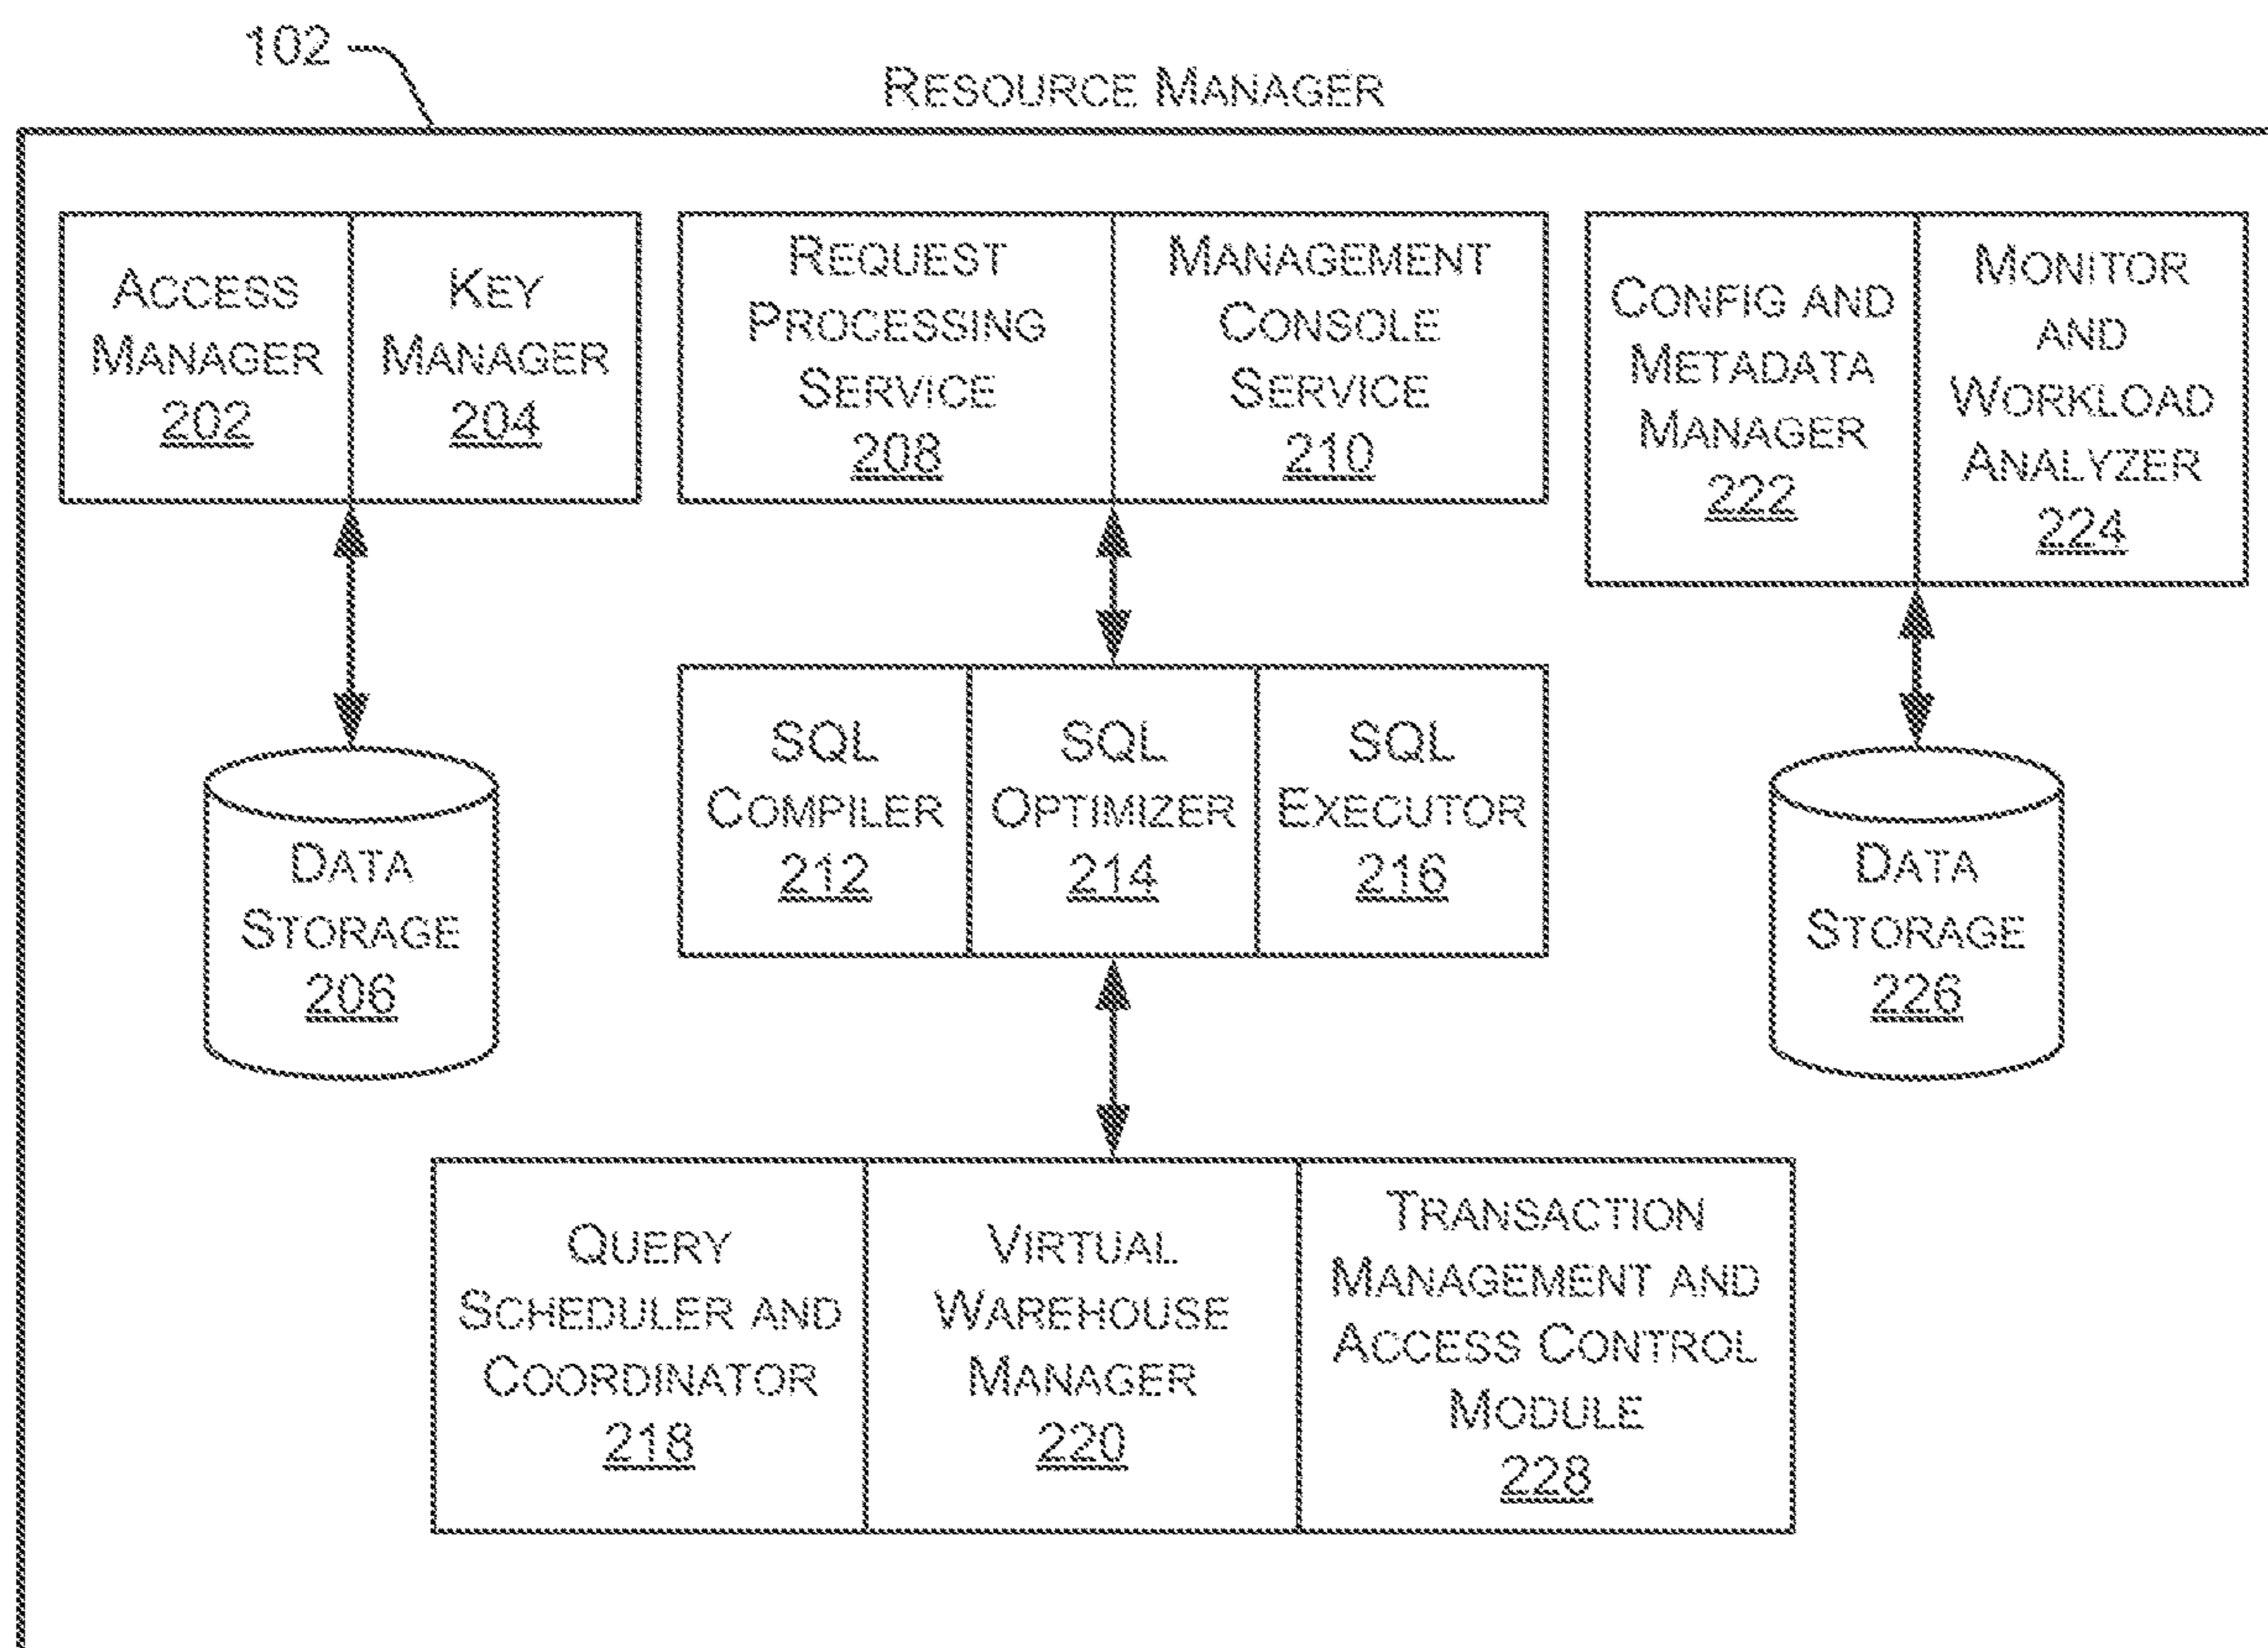 102
RESOURCE MANAGER
ACCESS
MANAGER
202
KEY
MANAGER
204
REQUEST
PROCESSING
SERVICE
208
MANAGEMENT
CONSOLE
SERVICE
210
CONFIG AND
METADATA
MANAGER
222
MONITOR
AND
WORKLOAD
ANALYZER
224
DATA
STORAGE
206
SQL
COMPILER
212
SQL
OPTIMIZER
214
SQL
EXECUTOR
216
DATA
STORAGE
226
QUERY
SCHEDULER AND
COORDINATOR
218
VIRTUAL
WAREHOUSE
MANAGER
220
TRANSACTION
MANAGEMENT AND
ACCESS CONTROL
MODULE
228